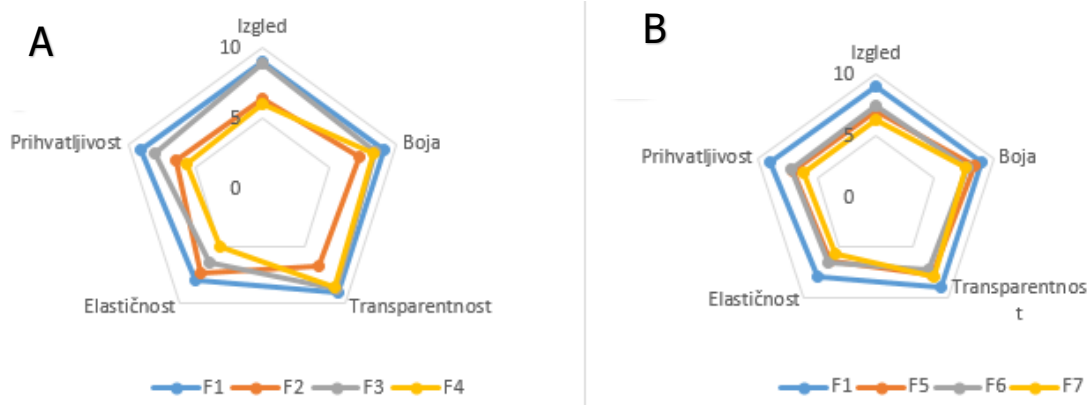 A
Izgled
10
5
0
Prihvatljivost
Boja
Elastičnost
Transparentnost
F1 F2 F3 F4
B
Izgled
10
5
0
Prihvatljivost
Boja
Elastičnost
Transparentnos
t
F1 F5 F6 F7